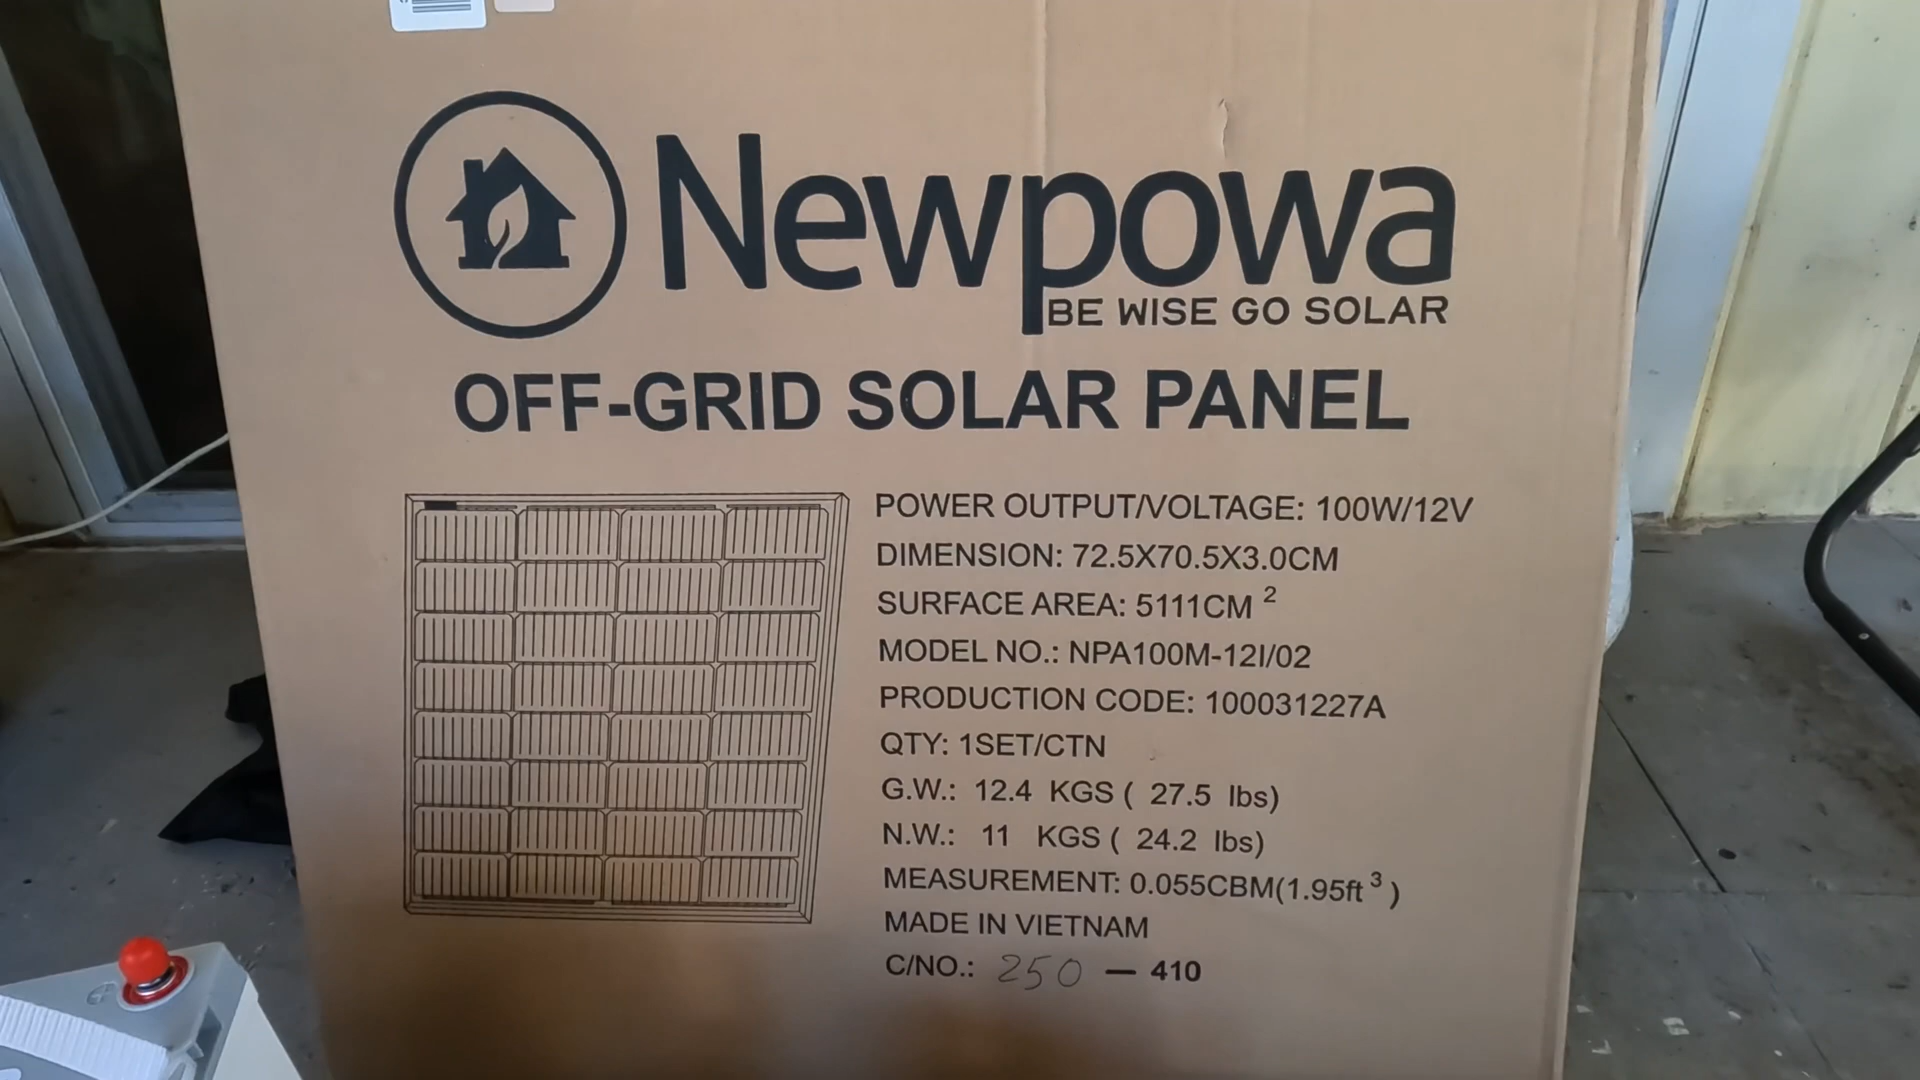 Newpowa
BE WISE GO SOLAR
OFF-GRID SOLAR PANEL
POWER OUTPUT/VOLTAGE: 100W/12V
DIMENSION: 72.5X70.5X3.0CM
SURFACE AREA: 5111CM ²
MODEL NO.: NPA100M-12I/02
PRODUCTION CODE: 100031227A
QTY: 1SET/CTN
G.W.: 12.4 KGS ( 27.5 lbs)
N.W.: 11 KGS ( 24.2 lbs)
MEASUREMENT: 0.055CBM(1.95ft ³ )
MADE IN VIETNAM
C/NO.: 250 — 410